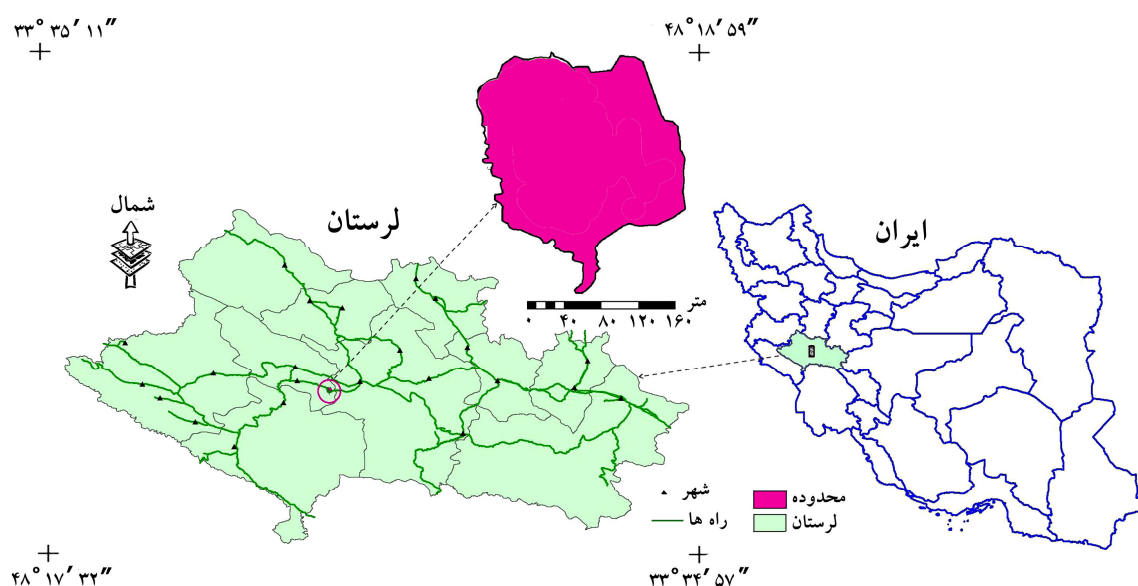 ۳۳° ۳۵′ ۱۱″
۴۸° ۱۸′ ۵۹″
شمال
لرستان
ایران
متر
۰ ۴۰ ۸۰ ۱۲۰ ۱۶۰
شهر
راه ها
محدوده
لرستان
۴۸° ۱۷′ ۳۲″
۳۳° ۳۴′ ۵۷″